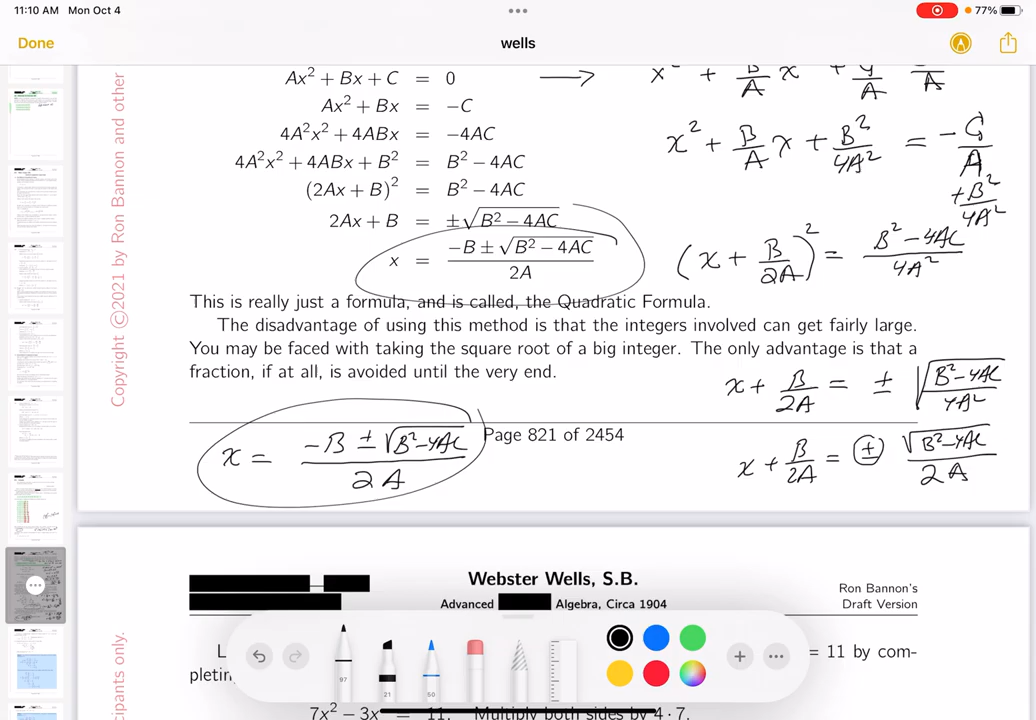 11:10 AM Mon Oct 4
77%
Done
wells
Copyright ©2021 by Ron Bannon and other
Ax² + Bx + C = 0 ⟶
Ax² + Bx = −C
4A²x² + 4ABx = −4AC
4A²x² + 4ABx + B² = B² − 4AC
(2Ax + B)² = B² − 4AC
2Ax + B = ±√(B² − 4AC)
x = (−B ± √(B² − 4AC)) / 2A
x² + B/A x + B²/4A² = −C/A + B²/4A²
(x + B/2A)² = (B² − 4AC) / 4A²
This is really just a formula, and is called, the Quadratic Formula.
The disadvantage of using this method is that the integers involved can get fairly large.
You may be faced with taking the square root of a big integer. The only advantage is that a
fraction, if at all, is avoided until the very end.
x + B/2A = ± √((B² − 4AC) / 4A²)
x + B/2A = ± √(B² − 4AC) / 2A
x = (−B ± √(B² − 4AC)) / 2A
Page 821 of 2454
Webster Wells, S.B.
Advanced Algebra, Circa 1904
Ron Bannon's
Draft Version
= 11 by com-
pletin
7x² − 3x = 11. Multiply both sides by 4 · 7.
cipants only.
97
21
50